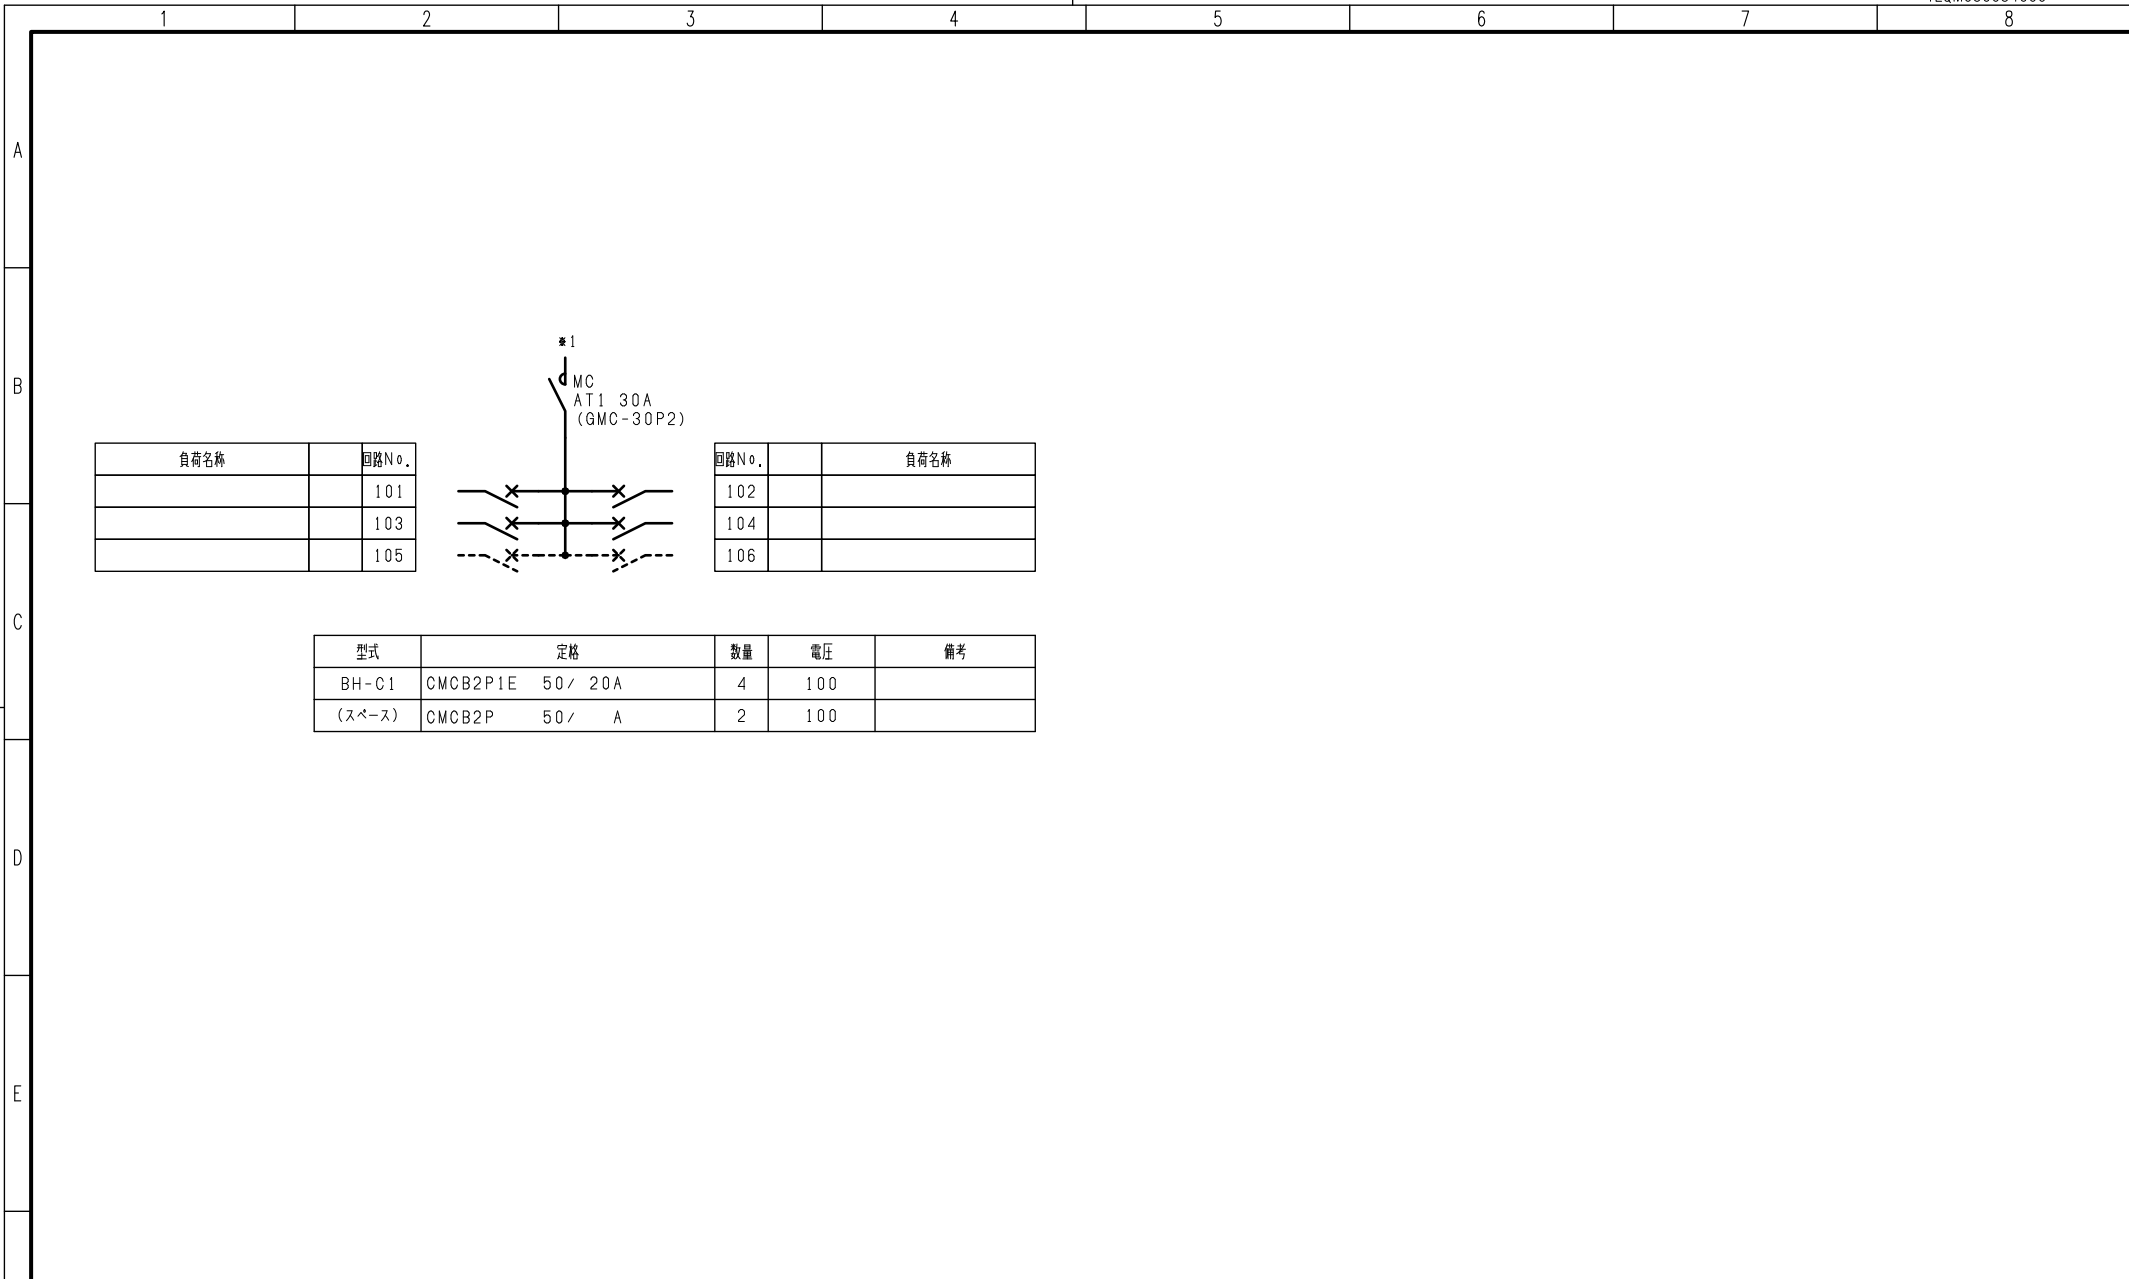 1 2 3 4 5 6 7 8
A
B
C
D
E
*1
MC
AT1 30A
(GMC-30P2)
負荷名称 回路No.
101
103
105
回路No. 負荷名称
102
104
106
型式 定格 数量 電圧 備考
BH-C1 CMCB2P1E 50/ 20A 4 100
(スペース) CMCB2P 50/ A 2 100